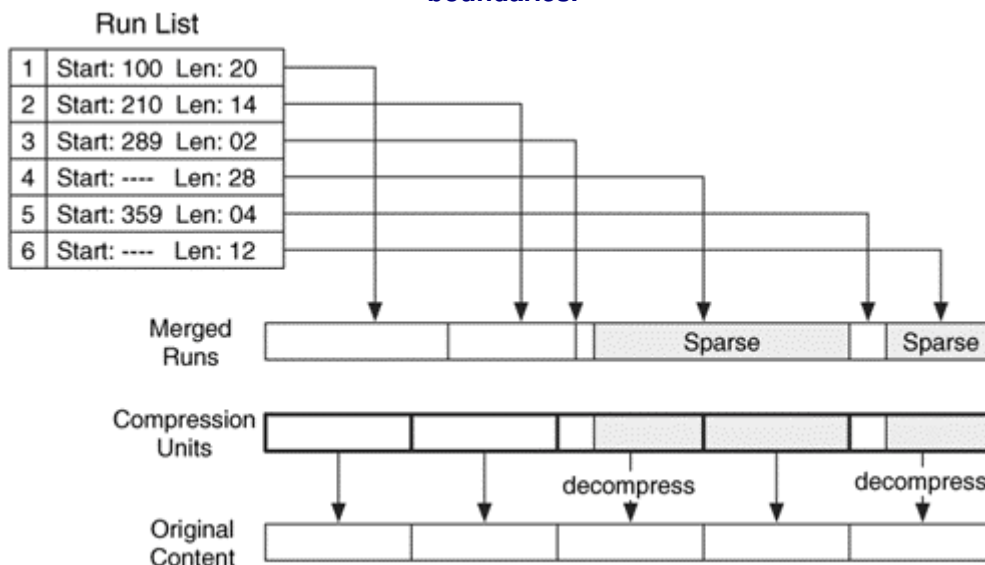 boundaries.
Run List
1 Start: 100 Len: 20
2 Start: 210 Len: 14
3 Start: 289 Len: 02
4 Start: ---- Len: 28
5 Start: 359 Len: 04
6 Start: ---- Len: 12
Merged
Runs
Sparse
Sparse
Compression
Units
decompress
decompress
Original
Content